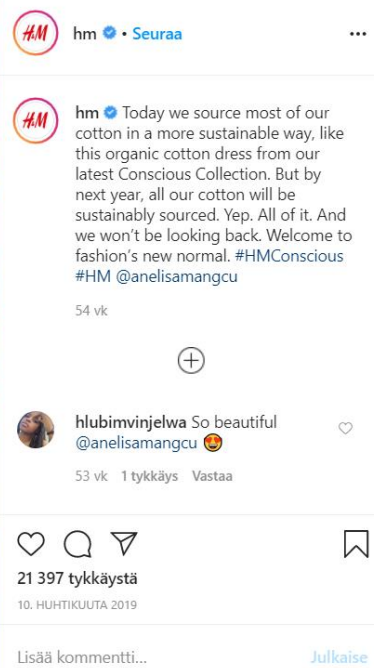 H&M hm • Seuraa
H&M hm Today we source most of our
cotton in a more sustainable way, like
this organic cotton dress from our
latest Conscious Collection. But by
next year, all our cotton will be
sustainably sourced. Yep. All of it. And
we won't be looking back. Welcome to
fashion's new normal. #HMConscious
#HM @anelisamangcu
54 vk
hlubimvinjelwa So beautiful
@anelisamangcu 😍
53 vk 1 tykkäys Vastaa
21 397 tykkäystä
10. HUHTIKUUTA 2019
Lisää kommentti... Julkaise